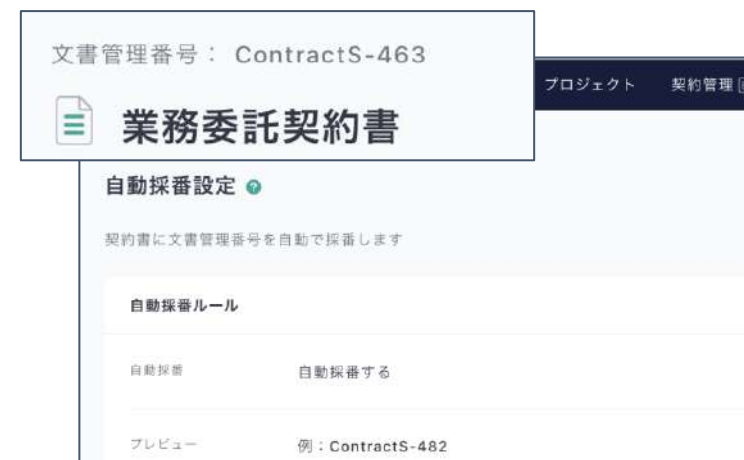 文書管理番号： ContractS-463
業務委託契約書
プロジェクト 契約管理
自動採番設定
契約書に文書管理番号を自動で採番します
自動採番ルール
自動採番 自動採番する
プレビュー 例：ContractS-482